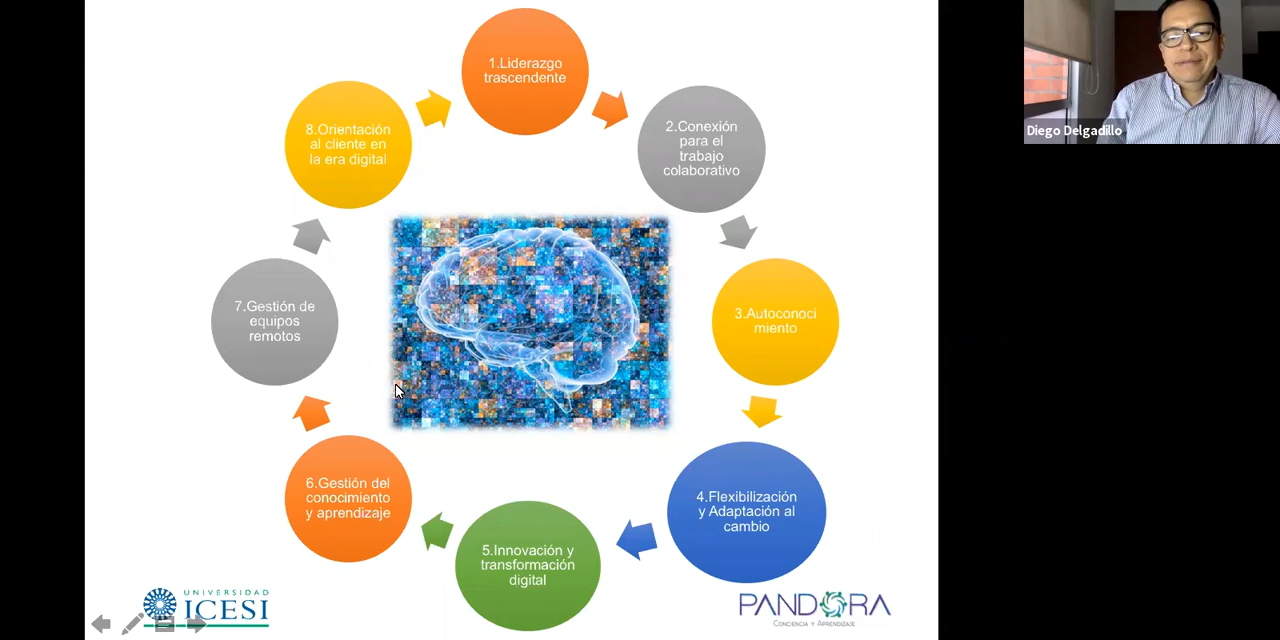 1.Liderazgo
trascendente
2.Conexión
para el
trabajo
colaborativo
3.Autoconoci
miento
4.Flexibilización
y Adaptación al
cambio
5.Innovación y
transformación
digital
6.Gestión del
conocimiento
y aprendizaje
7.Gestión de
equipos
remotos
8.Orientación
al cliente en
la era digital
Diego Delgadillo
UNIVERSIDAD
ICESI
PANDORA
CONCIENCIA Y APRENDIZAJE